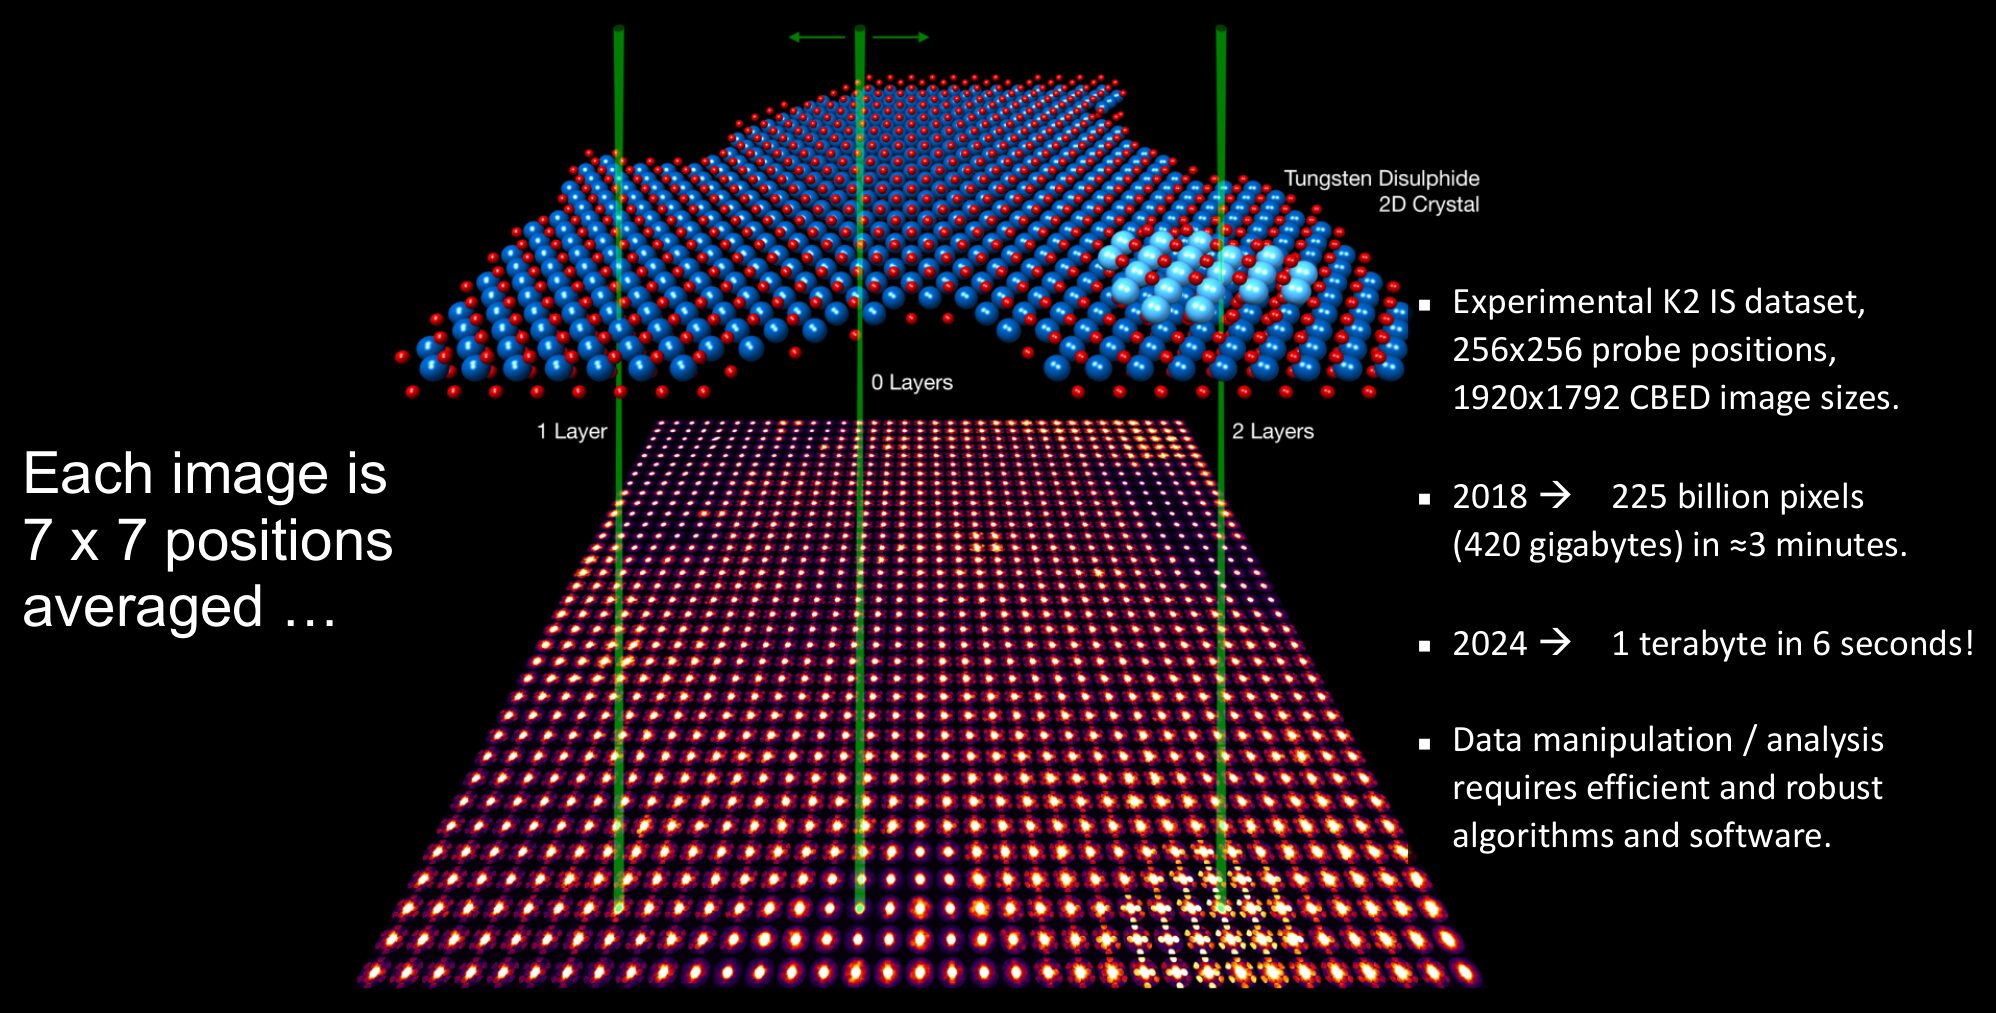 Tungsten Disulphide
2D Crystal
0 Layers
1 Layer
2 Layers
Each image is
7 x 7 positions
averaged …
▪ Experimental K2 IS dataset,
256x256 probe positions,
1920x1792 CBED image sizes.
▪ 2018 → 225 billion pixels
(420 gigabytes) in ≈3 minutes.
▪ 2024 → 1 terabyte in 6 seconds!
▪ Data manipulation / analysis
requires efficient and robust
algorithms and software.